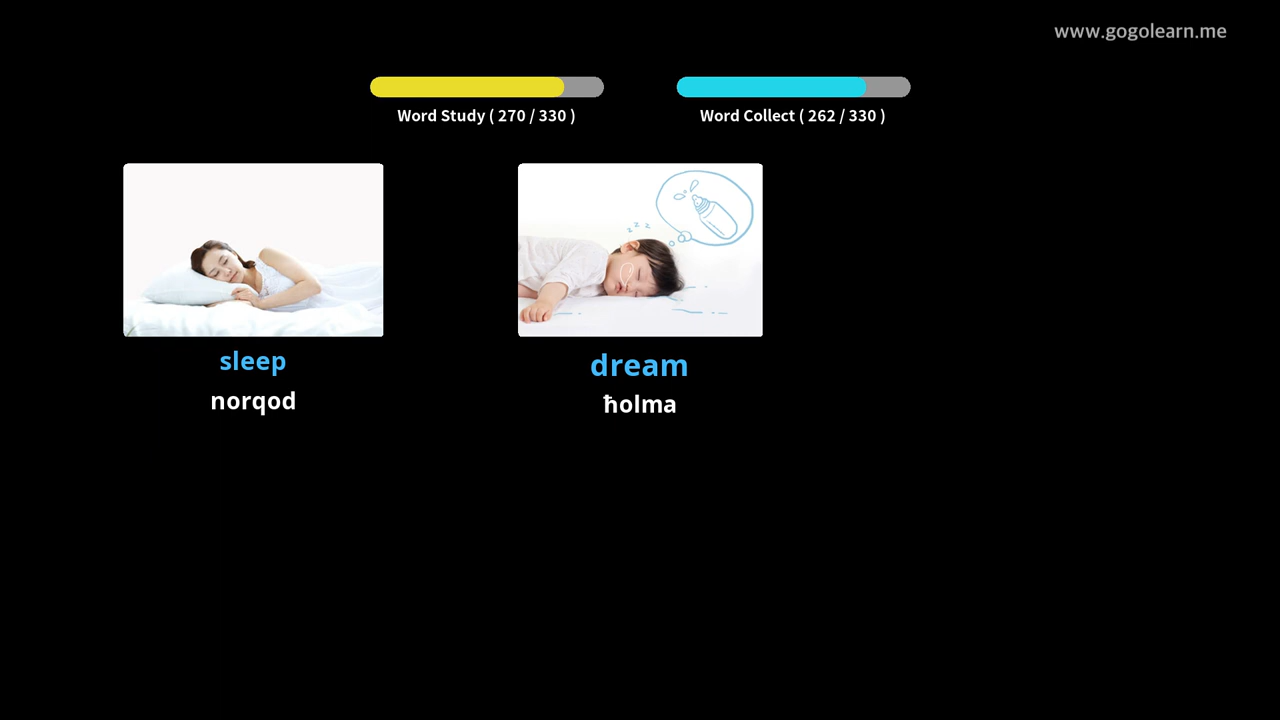 www.gogolearn.me
Word Study ( 270 / 330 )
Word Collect ( 262 / 330 )
z z z
sleep
norqod
dream
ħolma